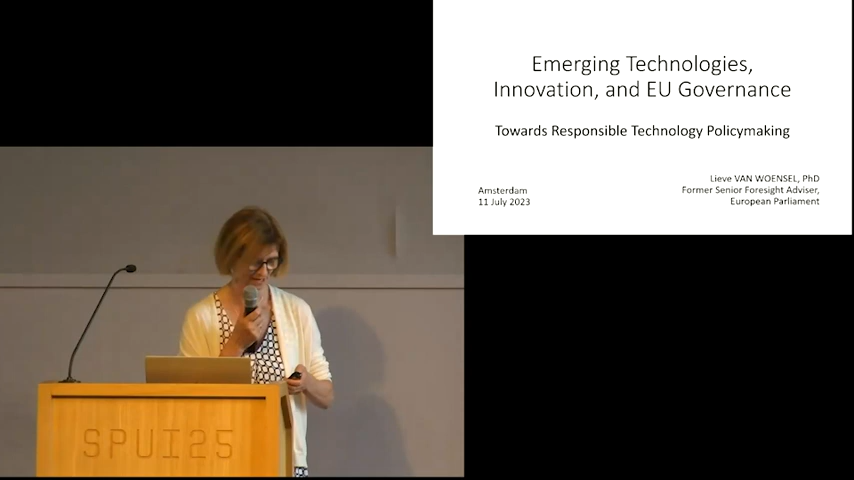 Emerging Technologies,
Innovation, and EU Governance
Towards Responsible Technology Policymaking
Lieve VAN WOENSEL, PhD
Former Senior Foresight Adviser,
European Parliament
Amsterdam
11 July 2023
SPUI25